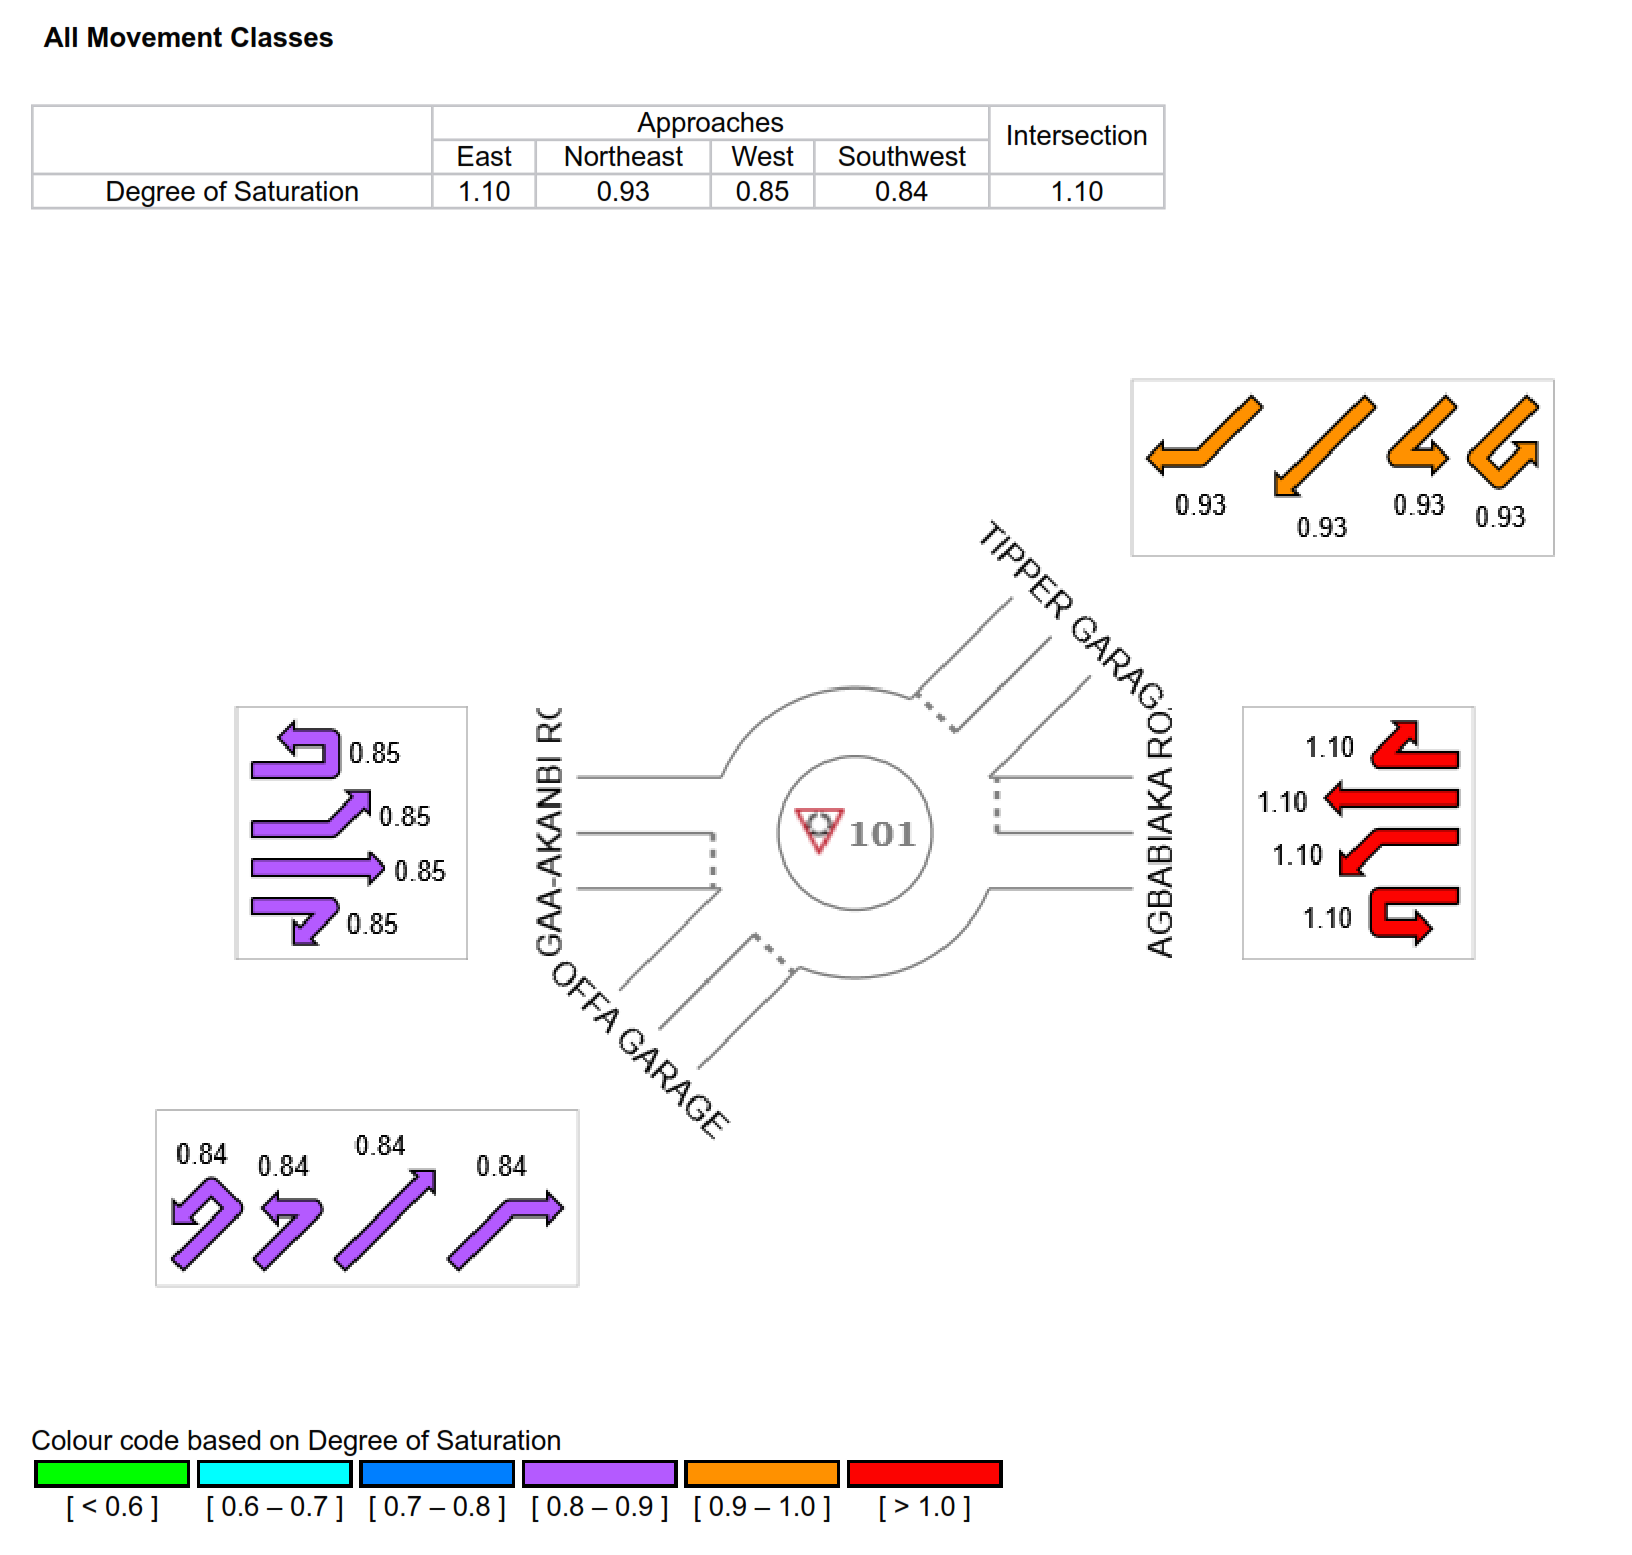 All Movement Classes
Approaches
Intersection
East Northeast West Southwest
Degree of Saturation 1.10 0.93 0.85 0.84 1.10
0.93 0.93 0.93 0.93
TIPPER GARAG
GAA-AKANBI R
AGBABIAKA RO
OFFA GARAGE
101
0.85
0.85
0.85
0.85
1.10
1.10
1.10
1.10
0.84 0.84 0.84 0.84
Colour code based on Degree of Saturation
[ < 0.6 ] [ 0.6 – 0.7 ] [ 0.7 – 0.8 ] [ 0.8 – 0.9 ] [ 0.9 – 1.0 ] [ > 1.0 ]